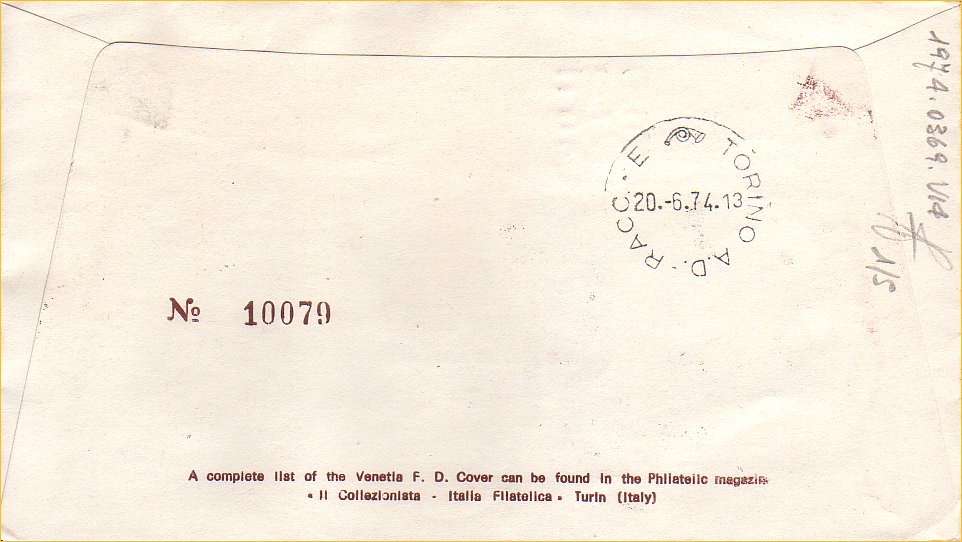 TORINO A.D. - RACC. E
20.-6.74.13
№ 10079
A complete list of the Venetia F. D. Cover can be found in the Philatelic magazin
« Il Collezionista - Italia Filatelica » Turin (Italy)
1974.0369.